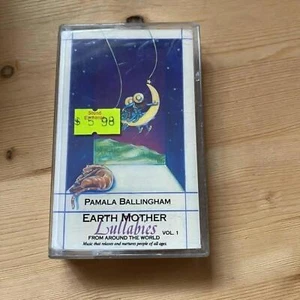 $ 5.98
PAMALA BALLINGHAM
EARTH MOTHER
Lullabies
VOL. 1
FROM AROUND THE WORLD
Music that relaxes and nurtures people of all ages